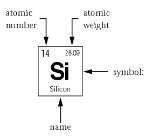 atomic number
atomic weight
14 28.09
Si
Silicon
symbol
name